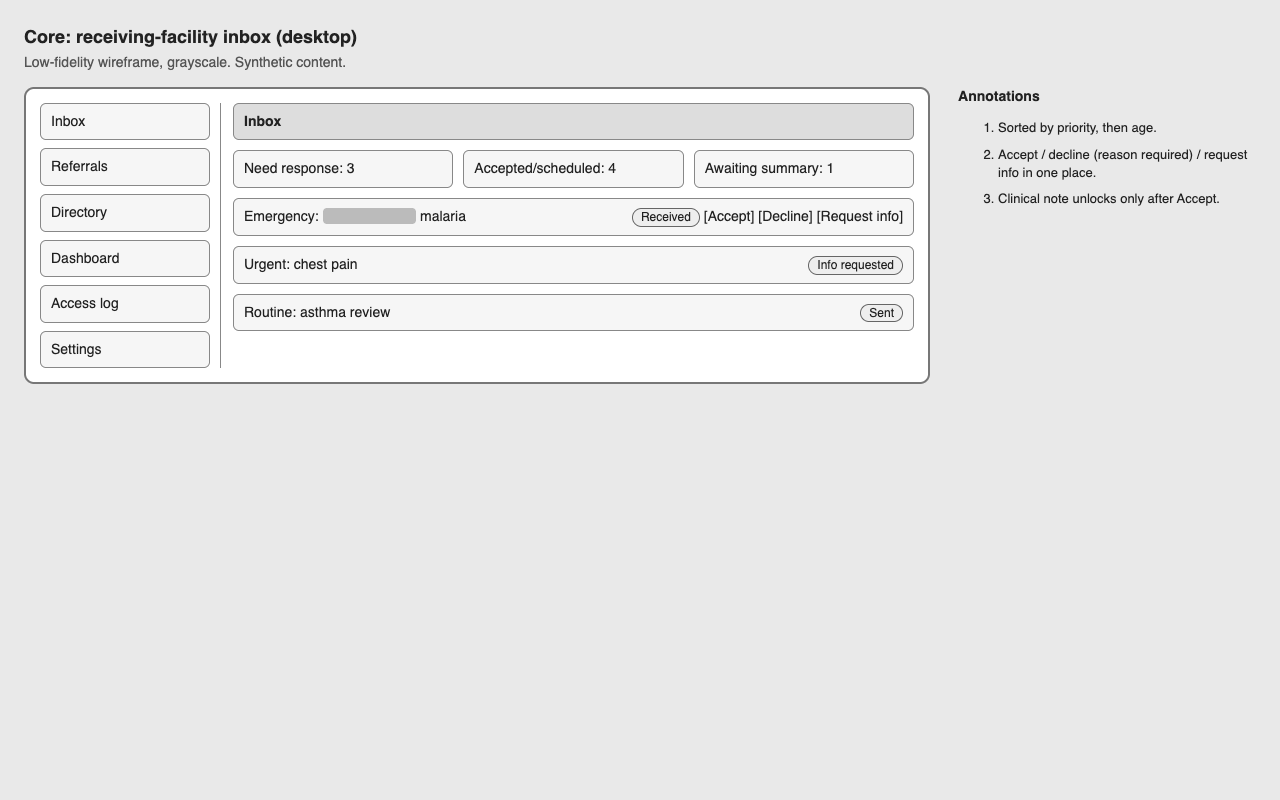 Core: receiving-facility inbox (desktop)
Low-fidelity wireframe, grayscale. Synthetic content.
Inbox
Referrals
Directory
Dashboard
Access log
Settings
Inbox
Need response: 3
Accepted/scheduled: 4
Awaiting summary: 1
Emergency: malaria
Received [Accept] [Decline] [Request info]
Urgent: chest pain
Info requested
Routine: asthma review
Sent
Annotations
1. Sorted by priority, then age.
2. Accept / decline (reason required) / request
info in one place.
3. Clinical note unlocks only after Accept.